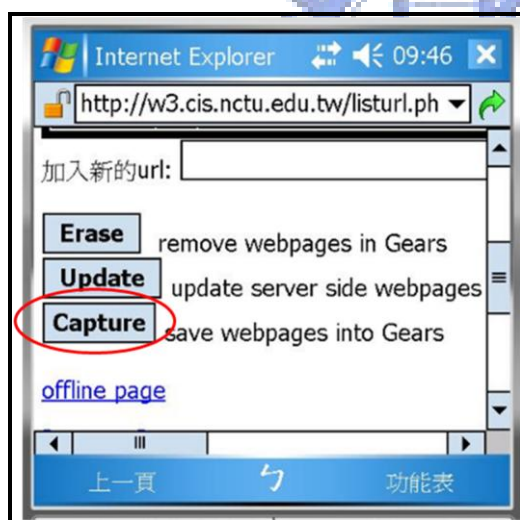 Internet Explorer 09:46
http://w3.cis.nctu.edu.tw/listurl.ph
加入新的url:
Erase remove webpages in Gears
Update update server side webpages
Capture save webpages into Gears
offline page
上一頁 ㄅ 功能表